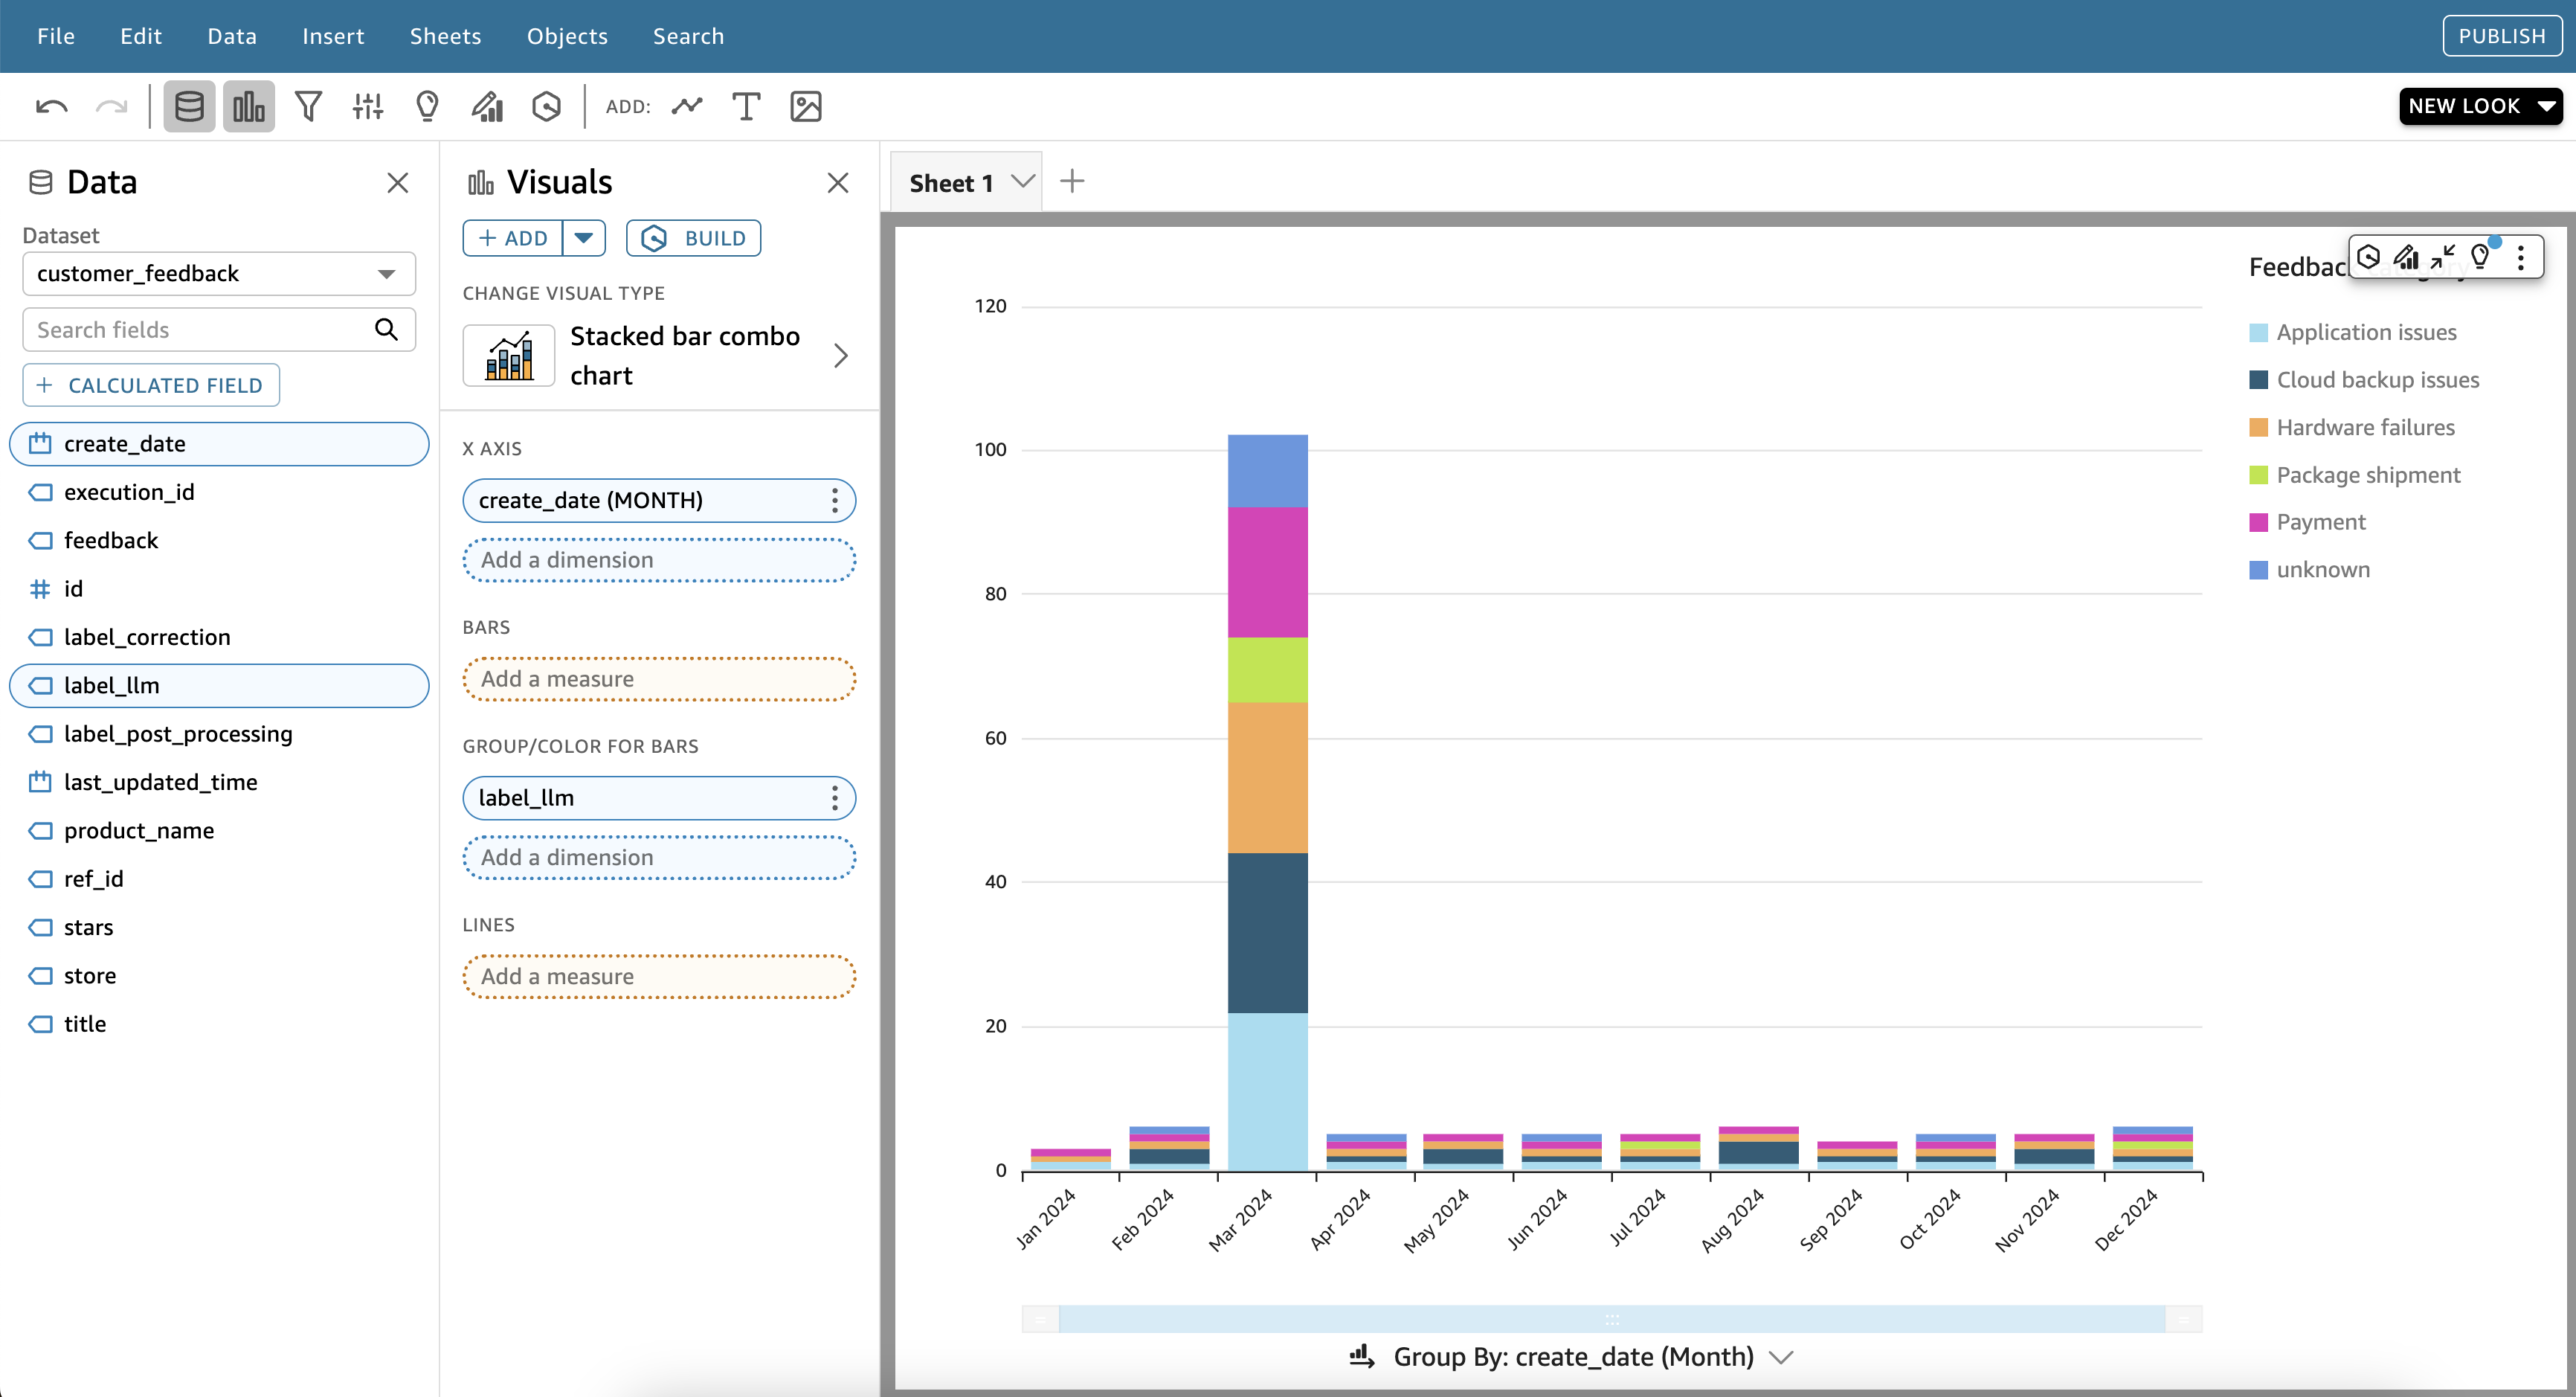 File Edit Data Insert Sheets Objects Search PUBLISH
ADD: NEW LOOK
Data
Dataset
customer_feedback
Search fields
+ CALCULATED FIELD
create_date
execution_id
feedback
id
label_correction
label_llm
label_post_processing
last_updated_time
product_name
ref_id
stars
store
title
Visuals
+ ADD BUILD
CHANGE VISUAL TYPE
Stacked bar combo
chart
X AXIS
create_date (MONTH)
Add a dimension
BARS
Add a measure
GROUP/COLOR FOR BARS
label_llm
Add a dimension
LINES
Add a measure
Sheet 1
120
100
80
60
40
20
0
Jan 2024
Feb 2024
Mar 2024
Apr 2024
May 2024
Jun 2024
Jul 2024
Aug 2024
Sep 2024
Oct 2024
Nov 2024
Dec 2024
Group By: create_date (Month)
Application issues
Cloud backup issues
Hardware failures
Package shipment
Payment
unknown